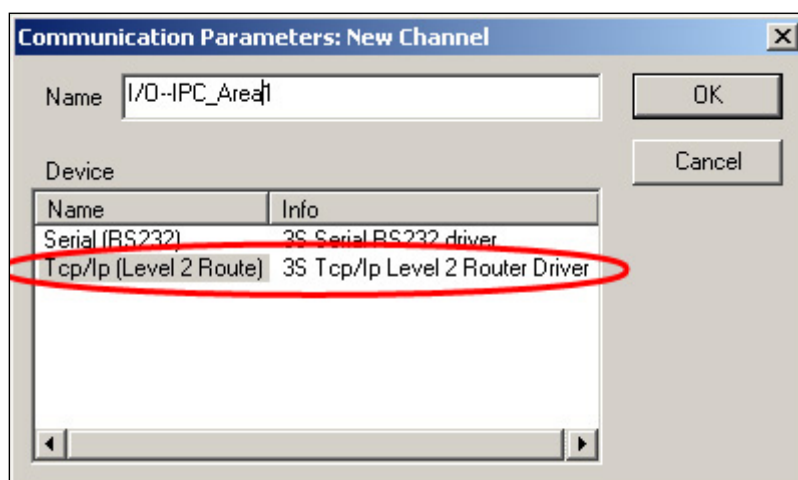 Communication Parameters: New Channel
Name I/O--IPC_Area1 OK
Cancel
Device
Name Info
Serial (RS232) 3S Serial RS232 driver
Tcp/Ip (Level 2 Route) 3S Tcp/Ip Level 2 Router Driver